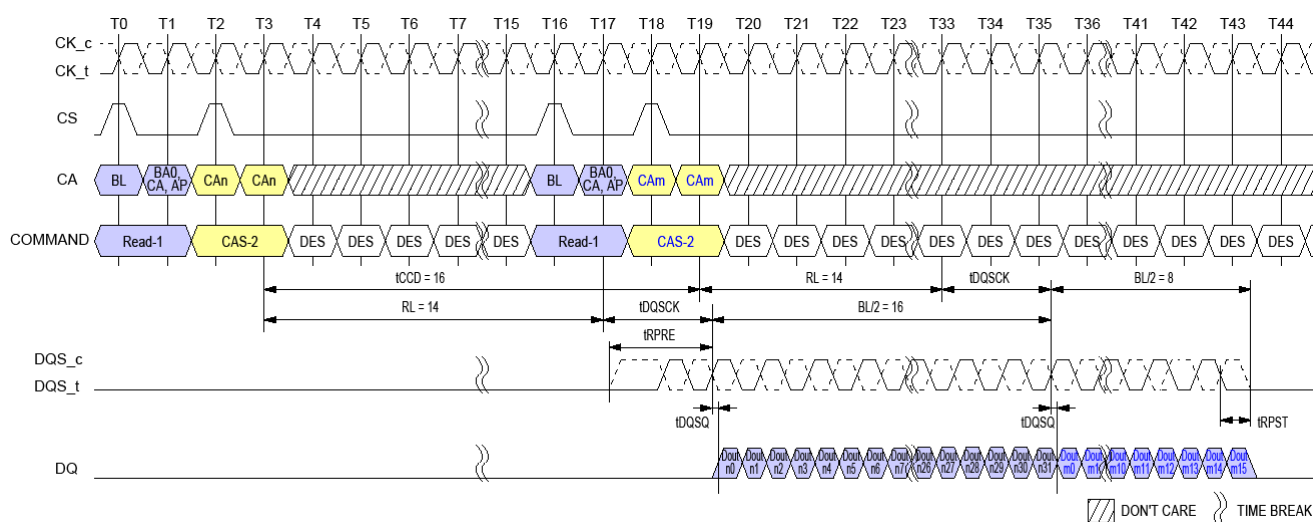 T0 T1 T2 T3 T4 T5 T6 T7 T15 T16 T17 T18 T19 T20 T21 T22 T23 T33 T34 T35 T36 T41 T42 T43 T44
CK_c
CK_t
CS
CA BL BA0, CA, AP CAn CAn BL BA0, CA, AP CAm CAm
COMMAND Read-1 CAS-2 DES DES DES DES DES Read-1 CAS-2 DES DES DES DES DES DES DES DES DES DES DES DES
tCCD = 16 RL = 14 tDQSCK BL/2 = 8
RL = 14 tDQSCK BL/2 = 16
tRPRE
DQS_c
DQS_t
tDQSQ tDQSQ tRPST
DQ Dout n0 Dout n1 Dout n2 Dout n3 Dout n4 Dout n5 Dout n6 Dout n7 Dout n26 Dout n27 Dout n28 Dout n29 Dout n30 Dout n31 Dout m0 Dout m1 Dout m10 Dout m11 Dout m12 Dout m13 Dout m14 Dout m15
DON'T CARE TIME BREAK